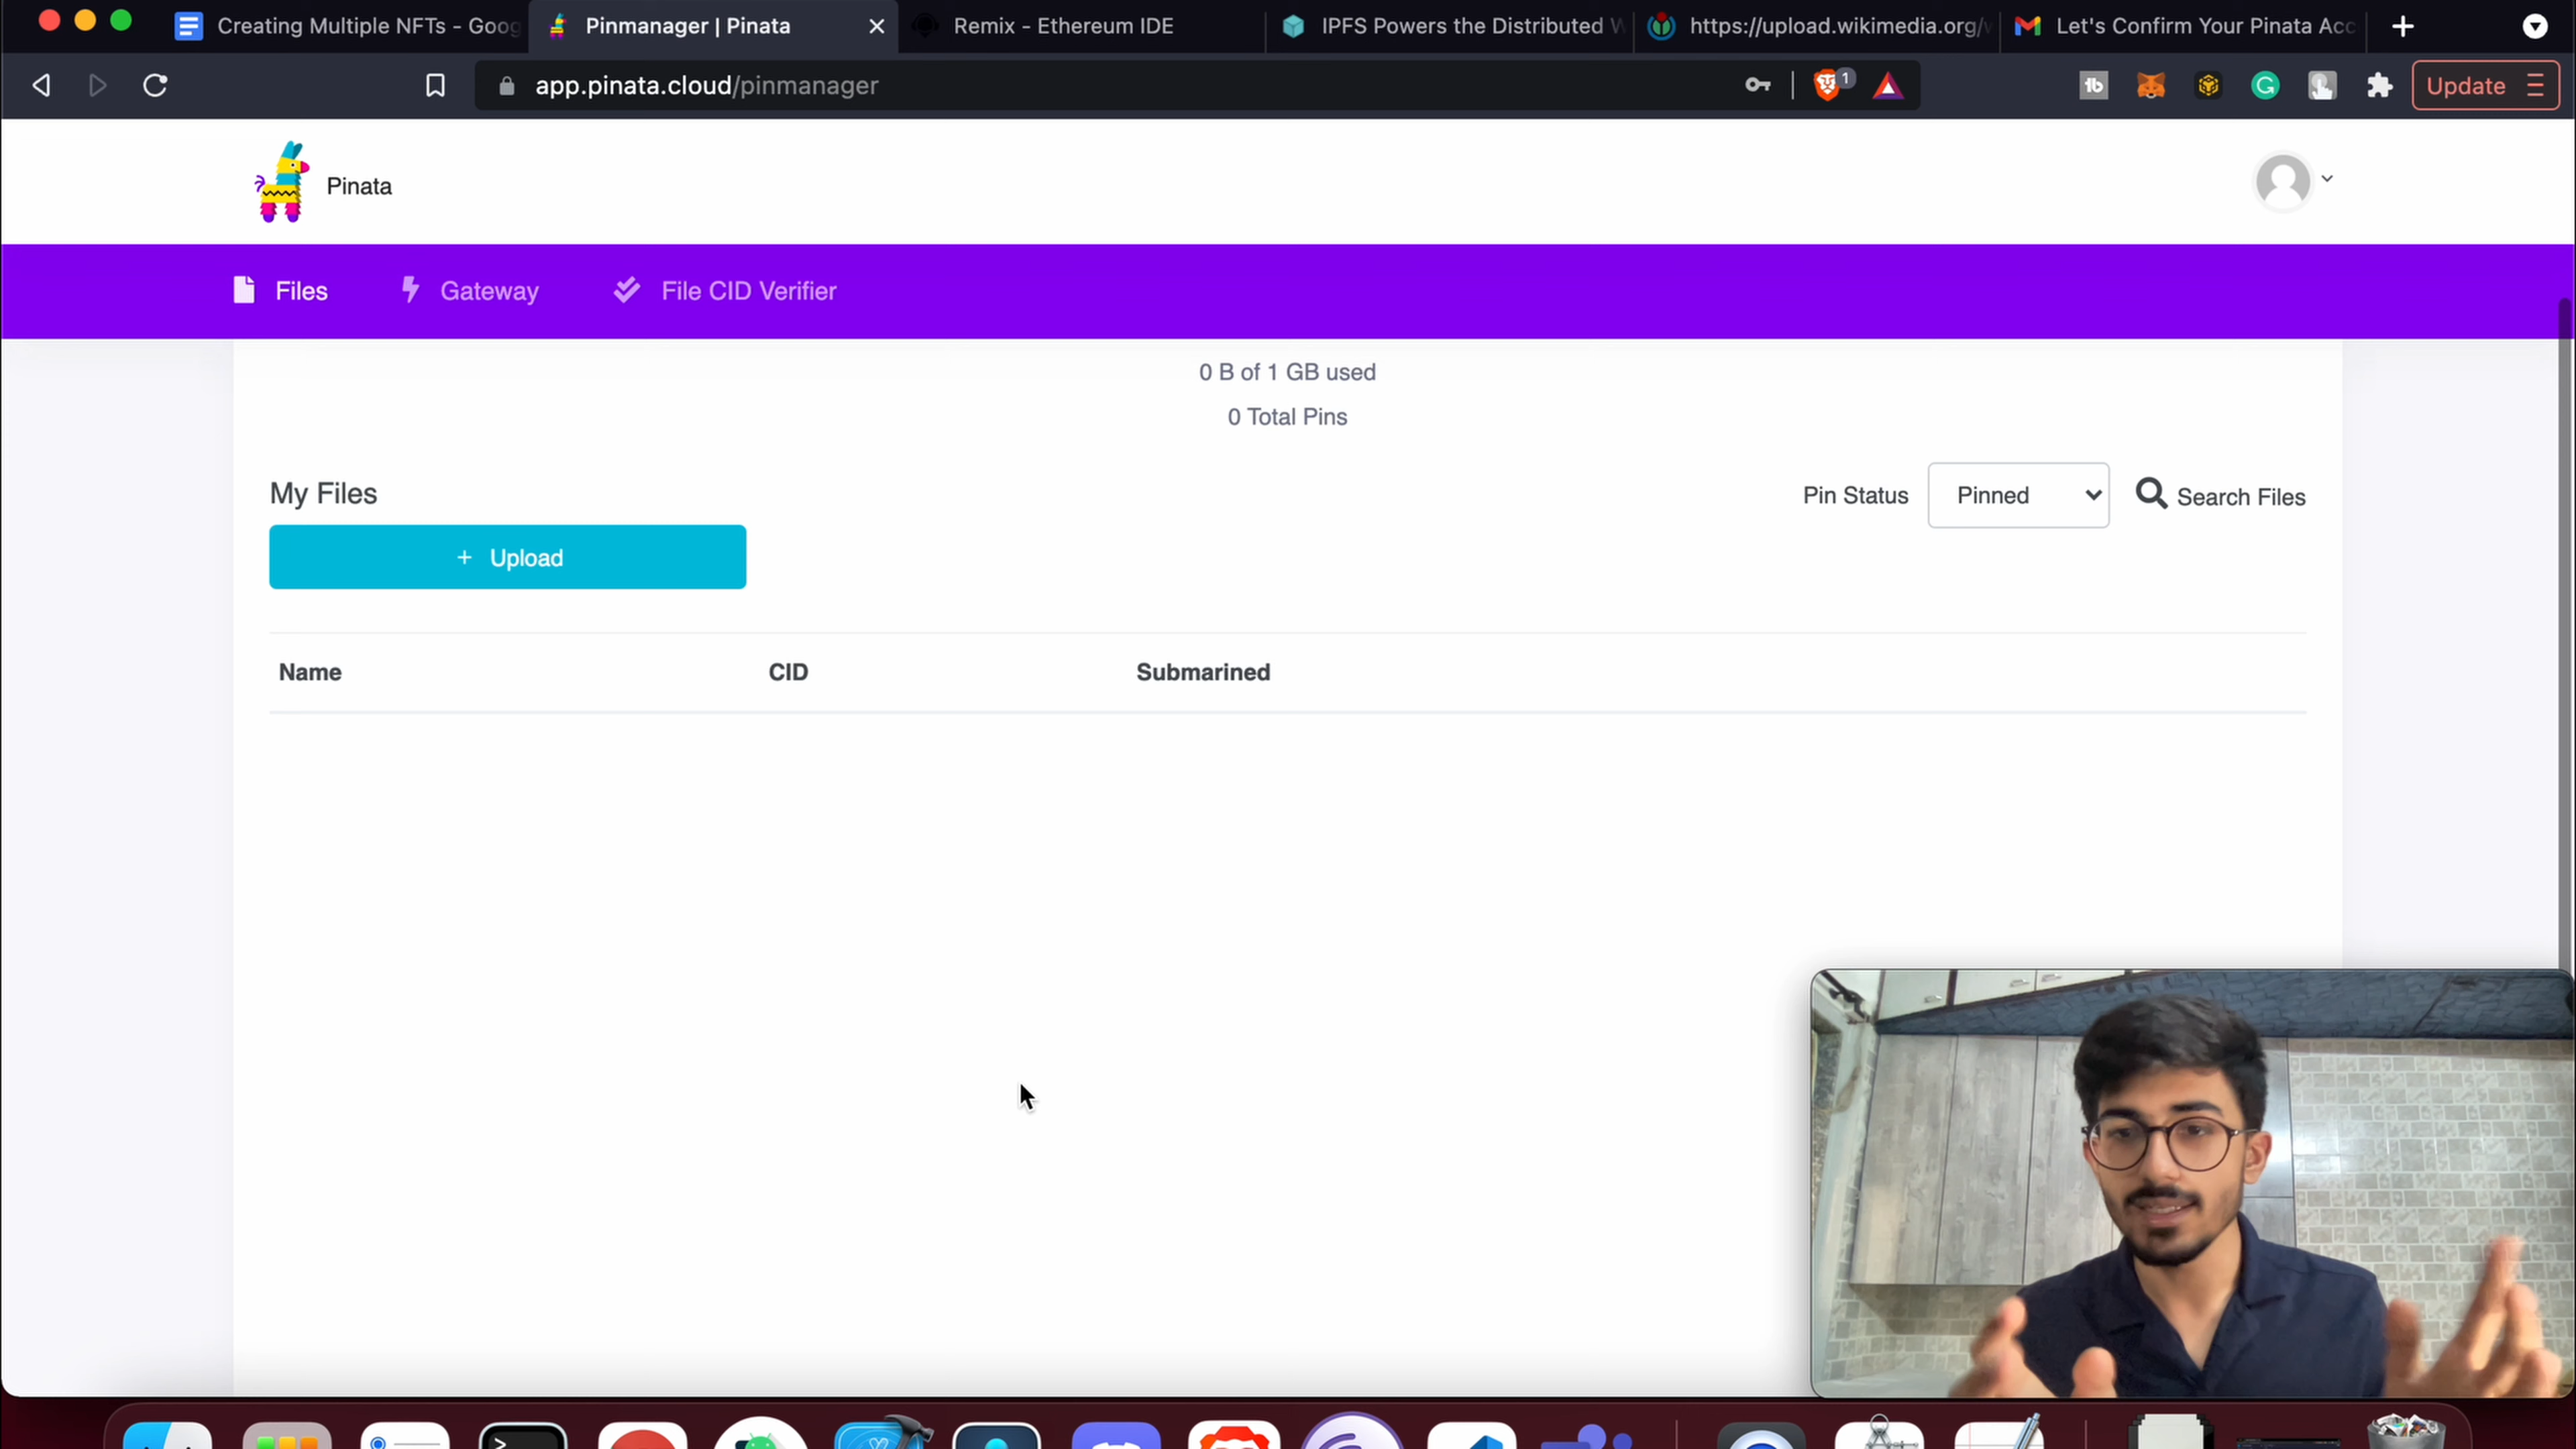 Creating Multiple NFTs - Goog
Pinmanager | Pinata
Remix - Ethereum IDE
IPFS Powers the Distributed W
https://upload.wikimedia.org/
Let's Confirm Your Pinata Acc
app.pinata.cloud/pinmanager
1
tb
G
Update
Pinata
Files
Gateway
File CID Verifier
0 B of 1 GB used
0 Total Pins
My Files
Pin Status
Pinned
Search Files
+ Upload
Name
CID
Submarined